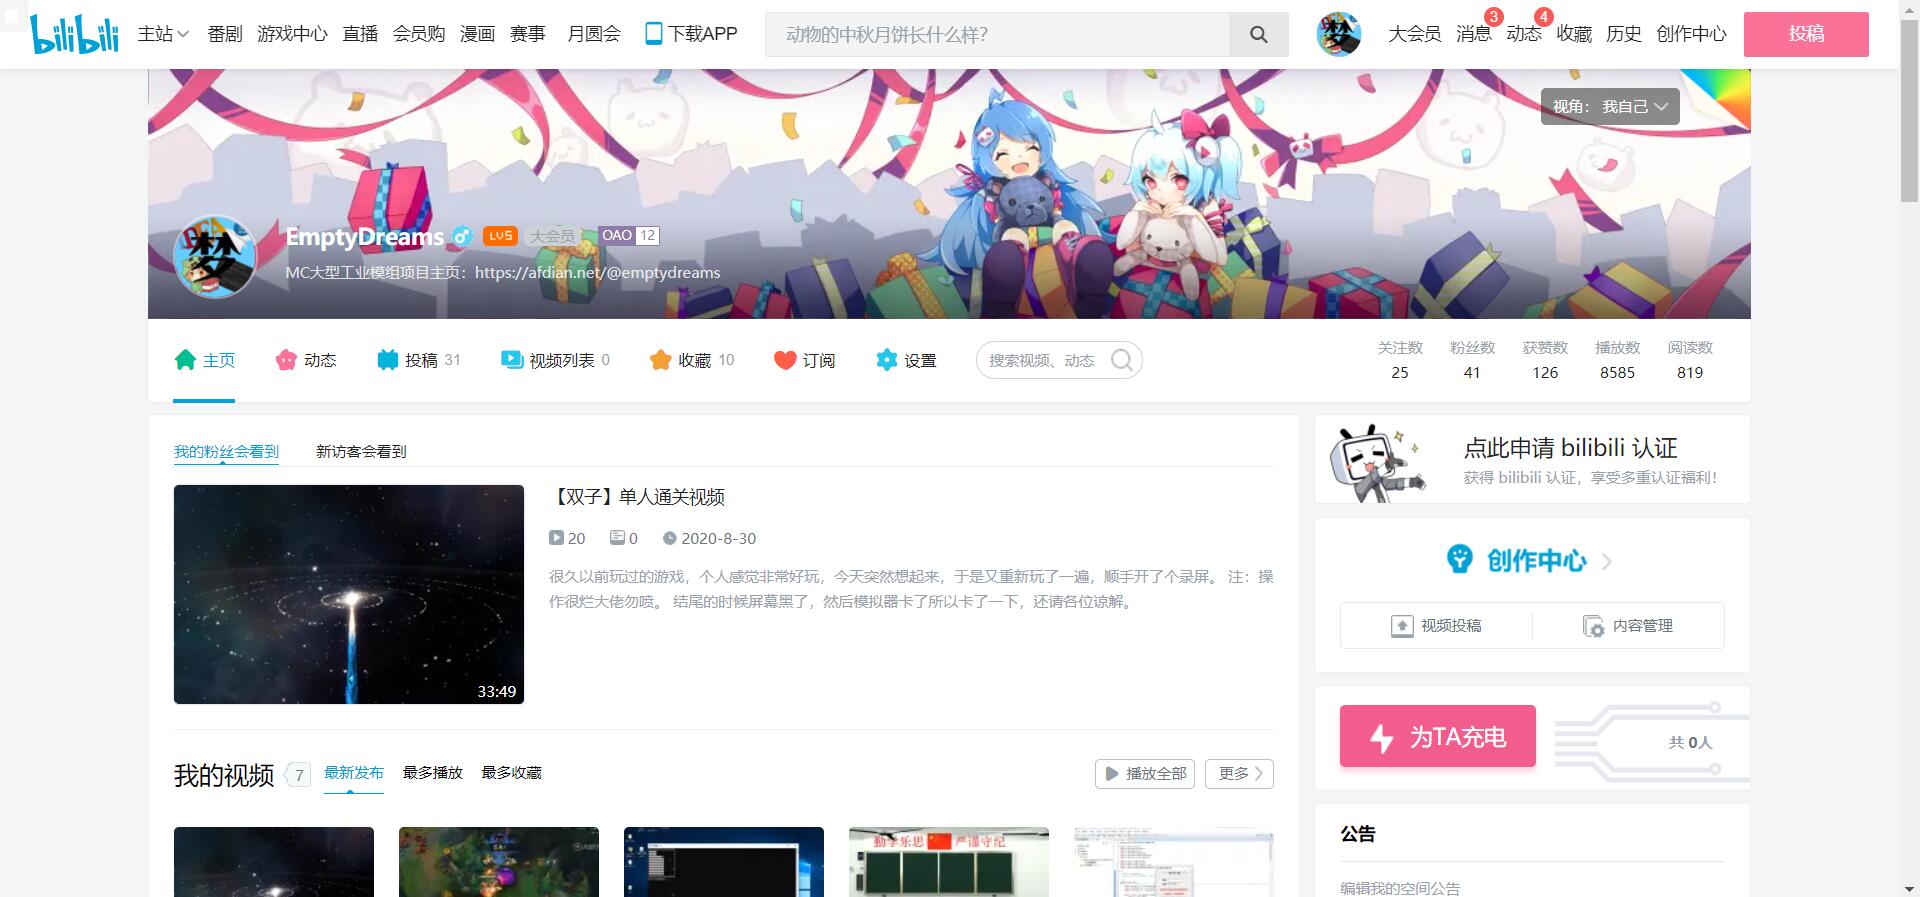 bilibili
主站 番剧 游戏中心 直播 会员购 漫画 赛事 月圆会 下载APP
动物的中秋月饼长什么样?
大会员 消息 3 动态 4 收藏 历史 创作中心 投稿
视角： 我自己
EmptyDreams LV5 大会员 OAO 12
MC大型工业模组项目主页：https://afdian.net/@emptydreams
主页 动态 投稿 31 视频列表 0 收藏 10 订阅 设置 搜索视频、动态
关注数 粉丝数 获赞数 播放数 阅读数
25 41 126 8585 819
我的粉丝会看到 新访客会看到
【双子】单人通关视频
20 0 2020-8-30
很久以前玩过的游戏，个人感觉非常好玩，今天突然想起来，于是又重新玩了一遍，顺手开了个录屏。 注：操
作很烂大佬勿喷。 结尾的时候屏幕黑了，然后模拟器卡了所以卡了一下，还请各位谅解。
33:49
我的视频 7 最新发布 最多播放 最多收藏 播放全部 更多
勤学乐思 严谨守纪
点此申请 bilibili 认证
获得 bilibili 认证，享受多重认证福利！
创作中心
视频投稿 内容管理
为TA充电 共 0人
公告
编辑我的空间公告